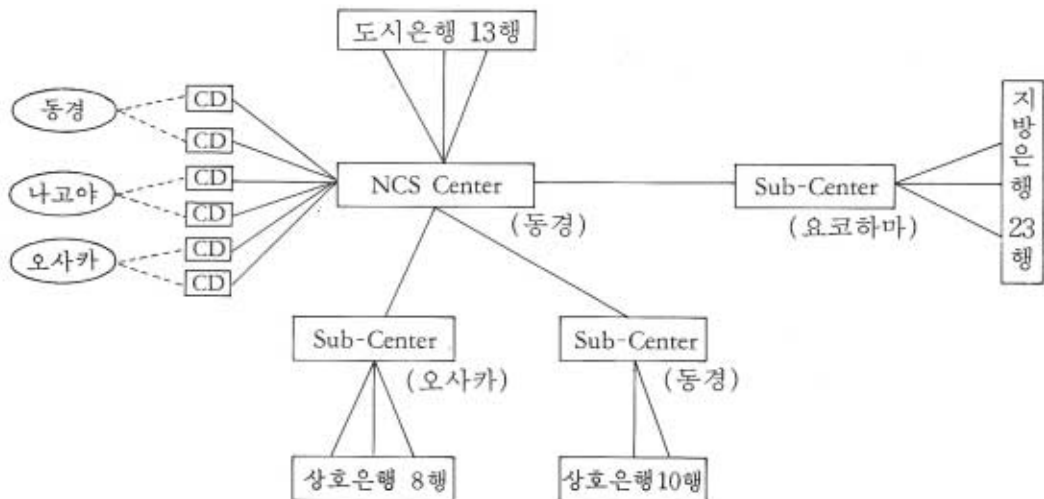 도시은행 13행
동경
CD
CD
나고야
CD
CD
오사카
CD
CD
NCS Center
(동경)
Sub-Center
(요코하마)
지방은행 23행
Sub-Center
(오사카)
Sub-Center
(동경)
상호은행 8행
상호은행10행